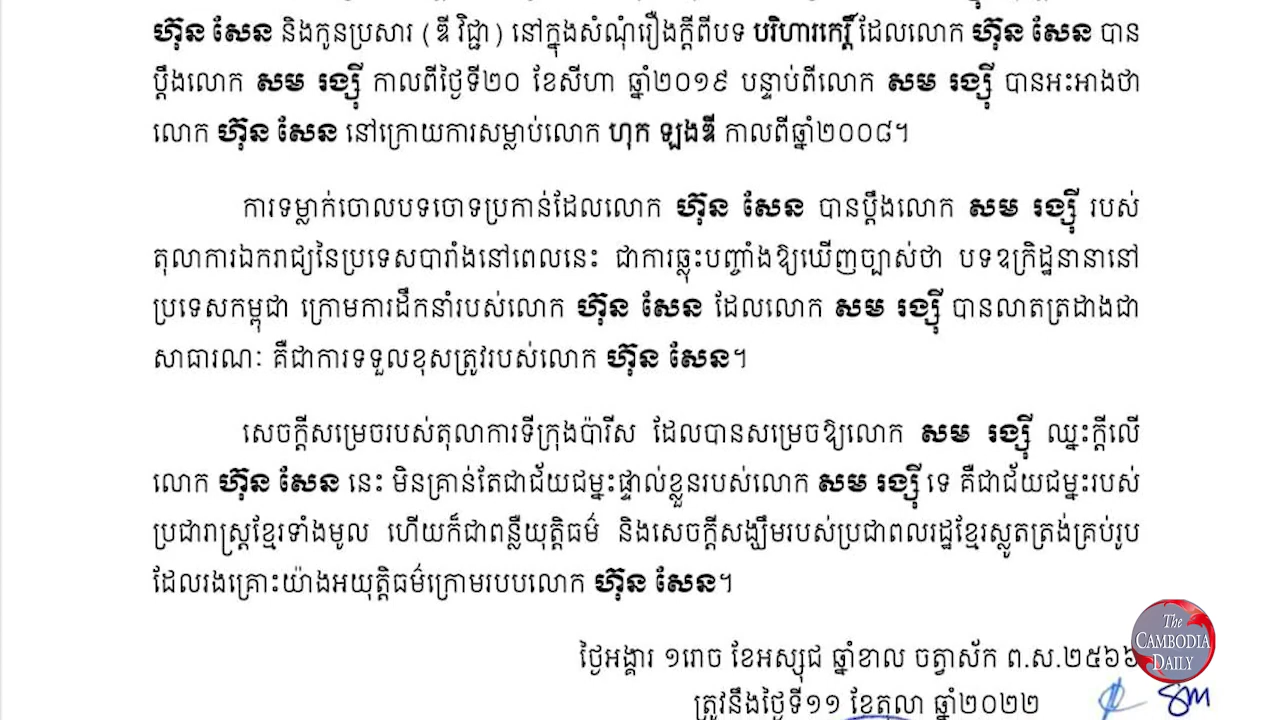 ហ៊ុន សែន និងកូនប្រសារ (ឌី វិជ្ជា) នៅក្នុងសំណុំរឿងក្ដីពីបទ បរិហារកេរ្តិ៍ ដែលលោក ហ៊ុន សែន បាន
ប្ដឹងលោក សម រង្ស៊ី កាលពីថ្ងៃទី២០ ខែសីហា ឆ្នាំ២០១៩ បន្ទាប់ពីលោក សម រង្ស៊ី បានអះអាងថា
លោក ហ៊ុន សែន នៅក្រោយការសម្លាប់លោក ហុក ឡងឌី កាលពីឆ្នាំ២០០៨។
ការទម្លាក់ចោលបទចោទប្រកាន់ដែលលោក ហ៊ុន សែន បានប្ដឹងលោក សម រង្ស៊ី របស់
តុលាការឯករាជ្យនៃប្រទេសបារាំងនៅពេលនេះ ជាការឆ្លុះបញ្ចាំងឱ្យឃើញច្បាស់ថា បទឧក្រិដ្ឋនានានៅ
ប្រទេសកម្ពុជា ក្រោមការដឹកនាំរបស់លោក ហ៊ុន សែន ដែលលោក សម រង្ស៊ី បានលាតត្រដាងជា
សាធារណៈ គឺជាការទទួលខុសត្រូវរបស់លោក ហ៊ុន សែន។
សេចក្ដីសម្រេចរបស់តុលាការទីក្រុងប៉ារីស ដែលបានសម្រេចឱ្យលោក សម រង្ស៊ី ឈ្នះក្ដីលើ
លោក ហ៊ុន សែន នេះ មិនគ្រាន់តែជាជ័យជម្នះផ្ទាល់ខ្លួនរបស់លោក សម រង្ស៊ី ទេ គឺជាជ័យជម្នះរបស់
ប្រជារាស្ត្រខ្មែរទាំងមូល ហើយក៏ជាពន្លឺយុត្តិធម៌ និងសេចក្ដីសង្ឃឹមរបស់ប្រជាពលរដ្ឋខ្មែរស្លូតត្រង់គ្រប់រូប
ដែលរងគ្រោះយ៉ាងអយុត្តិធម៌ក្រោមរបបលោក ហ៊ុន សែន។
ថ្ងៃអង្គារ ១រោច ខែអស្សុជ ឆ្នាំខាល ចត្វាស័ក ព.ស.២៥៦៦
ត្រូវនឹងថ្ងៃទី១១ ខែតុលា ឆ្នាំ២០២២
The
CAMBODIA
DAILY